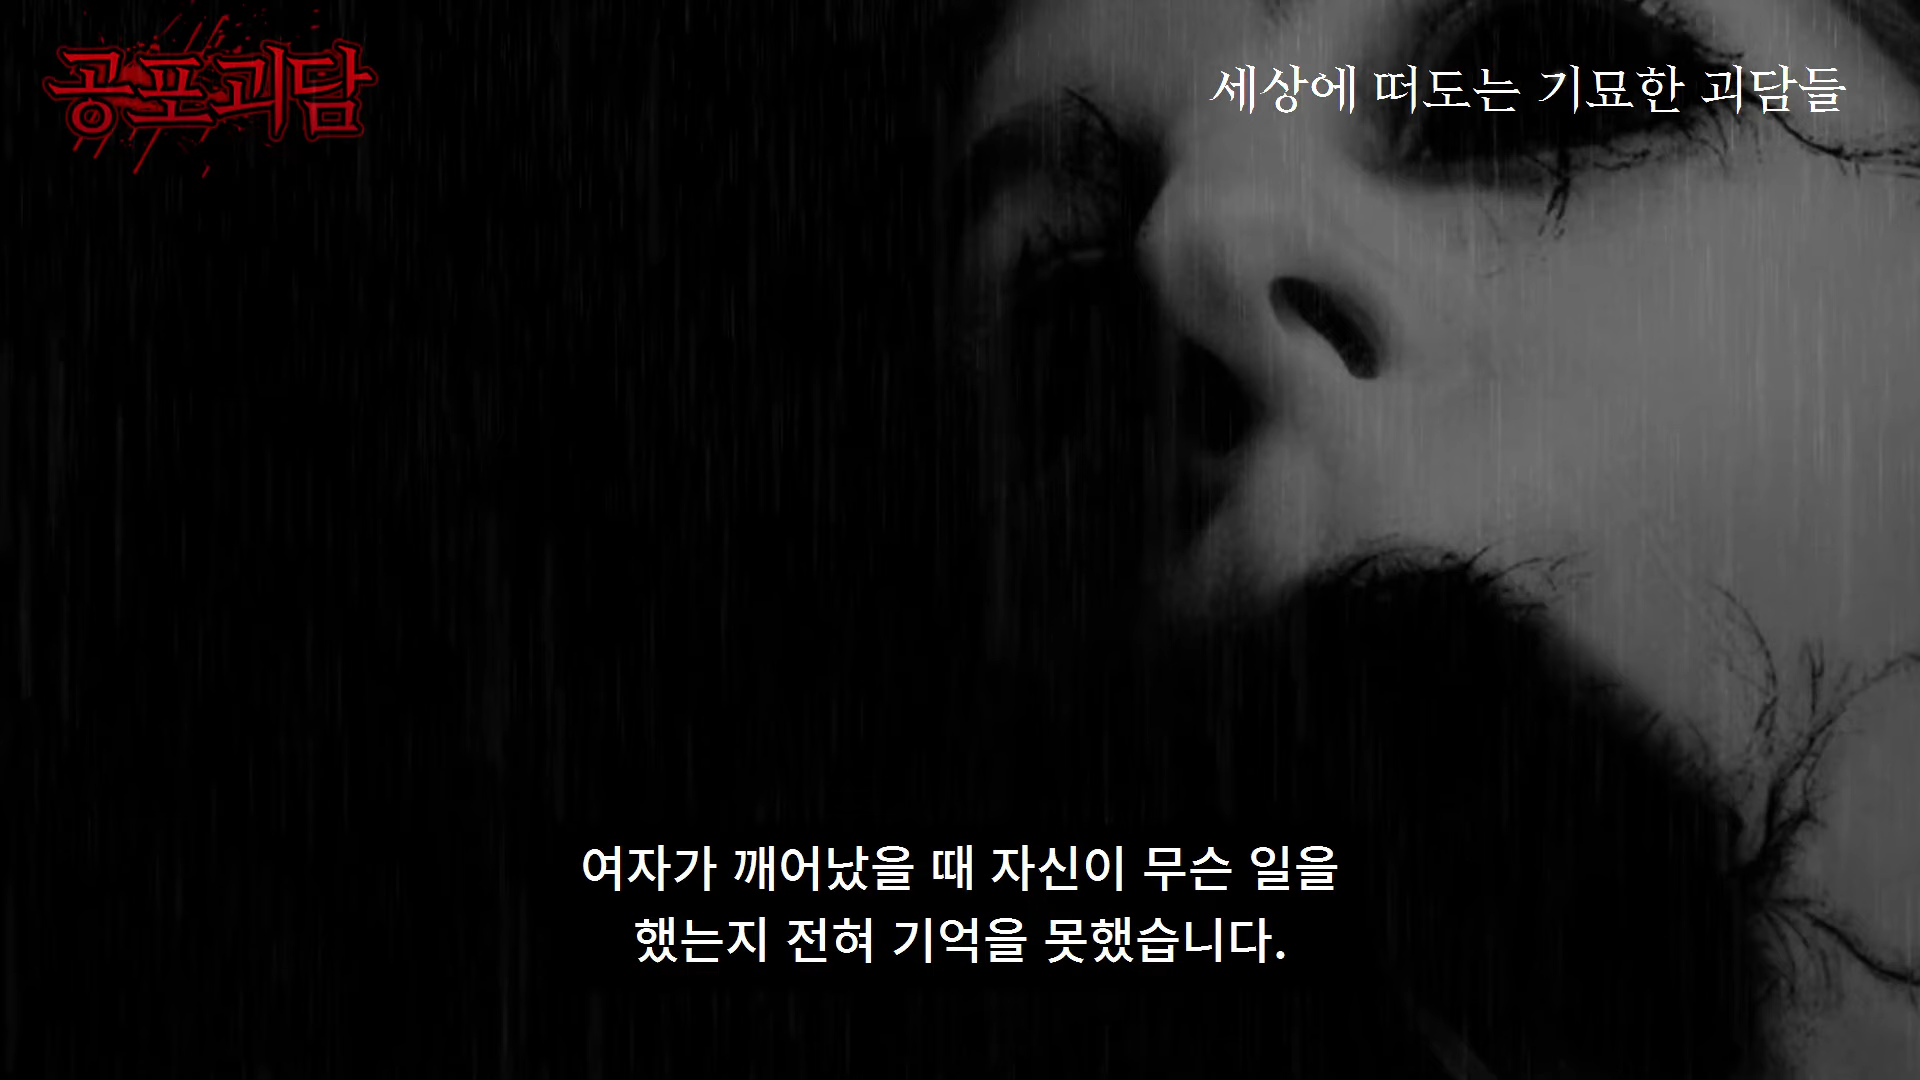 공포괴담
세상에 떠도는 기묘한 괴담들
여자가 깨어났을 때 자신이 무슨 일을
했는지 전혀 기억을 못했습니다.